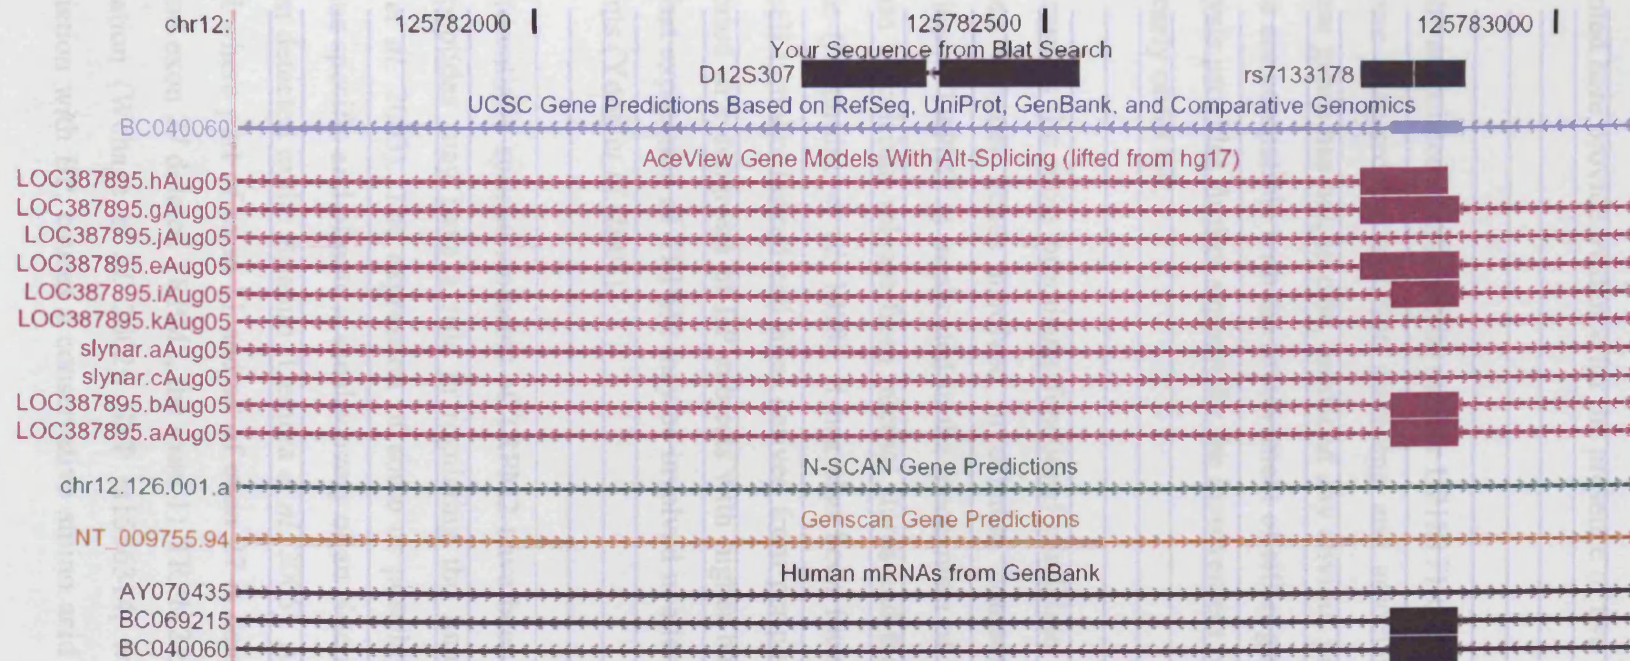 chr12: 125782000 125782500 125783000
Your Sequence from Blat Search
D12S307 rs7133178
UCSC Gene Predictions Based on RefSeq, UniProt, GenBank, and Comparative Genomics
BC040060
AceView Gene Models With Alt-Splicing (lifted from hg17)
LOC387895.hAug05
LOC387895.gAug05
LOC387895.jAug05
LOC387895.eAug05
LOC387895.iAug05
LOC387895.kAug05
slynar.aAug05
slynar.cAug05
LOC387895.bAug05
LOC387895.aAug05
N-SCAN Gene Predictions
chr12.126.001.a
Genscan Gene Predictions
NT_009755.94
Human mRNAs from GenBank
AY070435
BC069215
BC040060